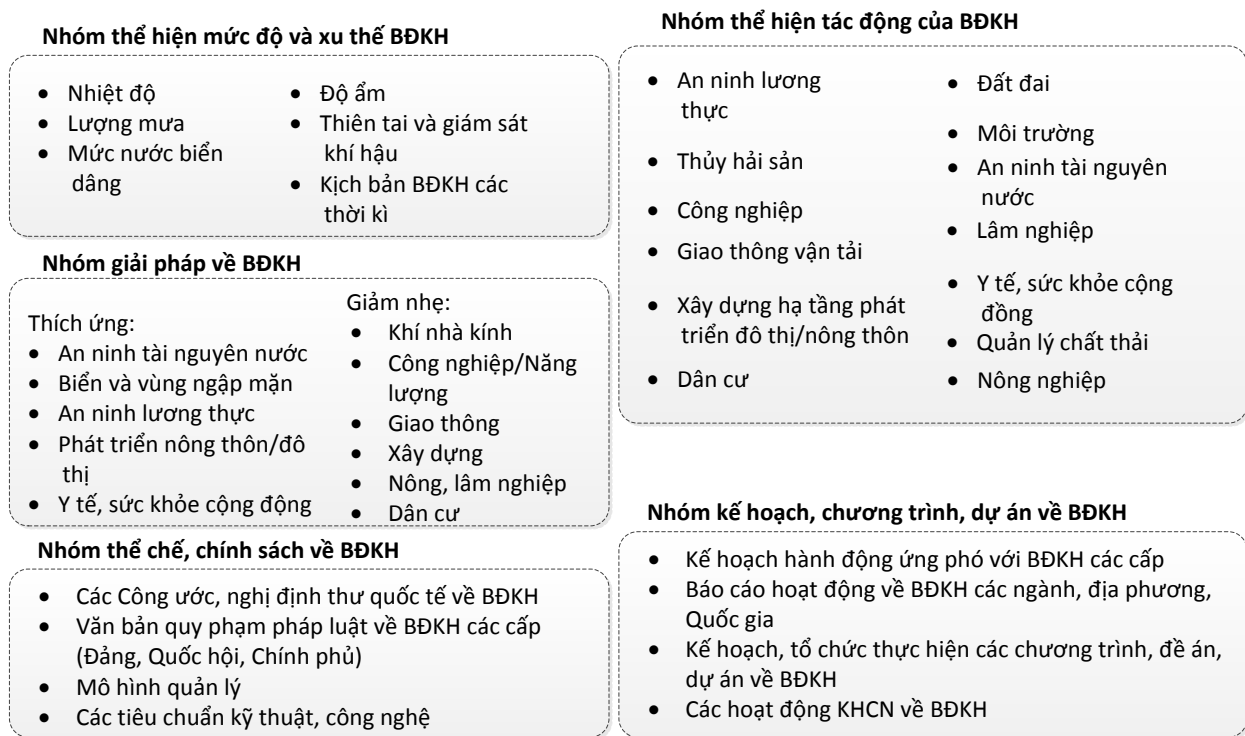 Nhóm thể hiện mức độ và xu thế BĐKH
• Nhiệt độ
• Lượng mưa
• Mức nước biển
dâng
• Độ ẩm
• Thiên tai và giám sát
khí hậu
• Kịch bản BĐKH các
thời kì
Nhóm thể hiện tác động của BĐKH
• An ninh lương
thực
• Thủy hải sản
• Công nghiệp
• Giao thông vận tải
• Xây dựng hạ tầng phát
triển đô thị/nông thôn
• Dân cư
• Đất đai
• Môi trường
• An ninh tài nguyên
nước
• Lâm nghiệp
• Y tế, sức khỏe cộng
đồng
• Quản lý chất thải
• Nông nghiệp
Nhóm giải pháp về BĐKH
Thích ứng:
• An ninh tài nguyên nước
• Biển và vùng ngập mặn
• An ninh lương thực
• Phát triển nông thôn/đô
thị
• Y tế, sức khỏe cộng động
Giảm nhẹ:
• Khí nhà kính
• Công nghiệp/Năng
lượng
• Giao thông
• Xây dựng
• Nông, lâm nghiệp
• Dân cư
Nhóm thể chế, chính sách về BĐKH
• Các Công ước, nghị định thư quốc tế về BĐKH
• Văn bản quy phạm pháp luật về BĐKH các cấp
(Đảng, Quốc hội, Chính phủ)
• Mô hình quản lý
• Các tiêu chuẩn kỹ thuật, công nghệ
Nhóm kế hoạch, chương trình, dự án về BĐKH
• Kế hoạch hành động ứng phó với BĐKH các cấp
• Báo cáo hoạt động về BĐKH các ngành, địa phương,
Quốc gia
• Kế hoạch, tổ chức thực hiện các chương trình, đề án,
dự án về BĐKH
• Các hoạt động KHCN về BĐKH